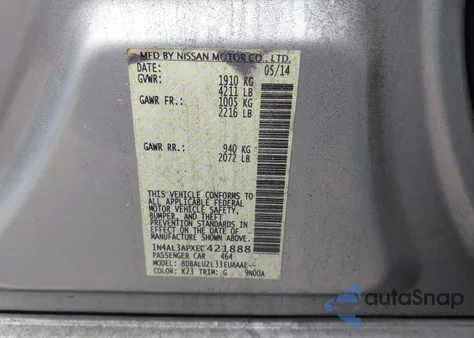 MFD BY NISSAN MOTOR CO., LTD.
DATE: 05/14
GVWR: 1910 KG
4211 LB
GAWR FR.: 1005 KG
2216 LB
GAWR RR.: 940 KG
2072 LB
THIS VEHICLE CONFORMS
TO ALL APPLICABLE FEDERAL
MOTOR VEHICLE SAFETY,
BUMPER, AND THEFT
PREVENTION STANDARDS IN
EFFECT ON THE DATE OF
MANUFACTURE SHOWN ABOVE.
1N4AL3APXEC421888
PASSENGER CAR 464
MODEL: BDBALUZL33EUAAAE--
COLOR: K23 TRIM: G 9N00A
autoSnap